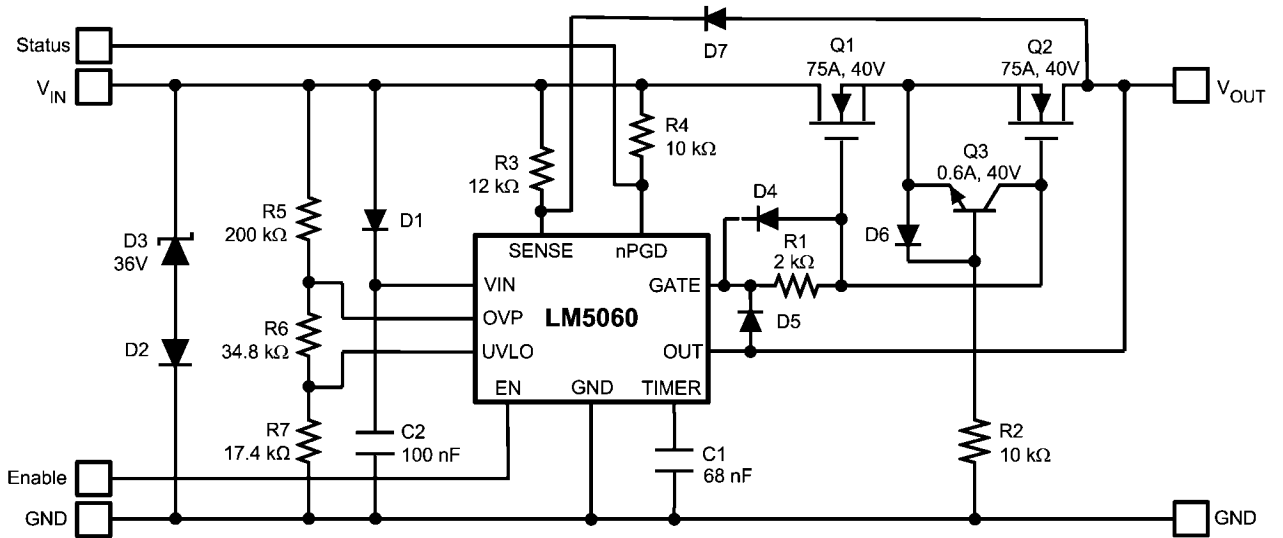 Status
D7
Q1
75A, 40V
Q2
75A, 40V
VIN
VOUT
R4
10 kΩ
R3
12 kΩ
Q3
0.6A, 40V
D4
R5
200 kΩ
D1
D3
36V
SENSE
nPGD
R1
2 kΩ
D6
VIN
GATE
OVP
LM5060
D5
R6
34.8 kΩ
D2
UVLO
OUT
EN
GND
TIMER
R7
17.4 kΩ
C2
100 nF
C1
68 nF
R2
10 kΩ
Enable
GND
GND